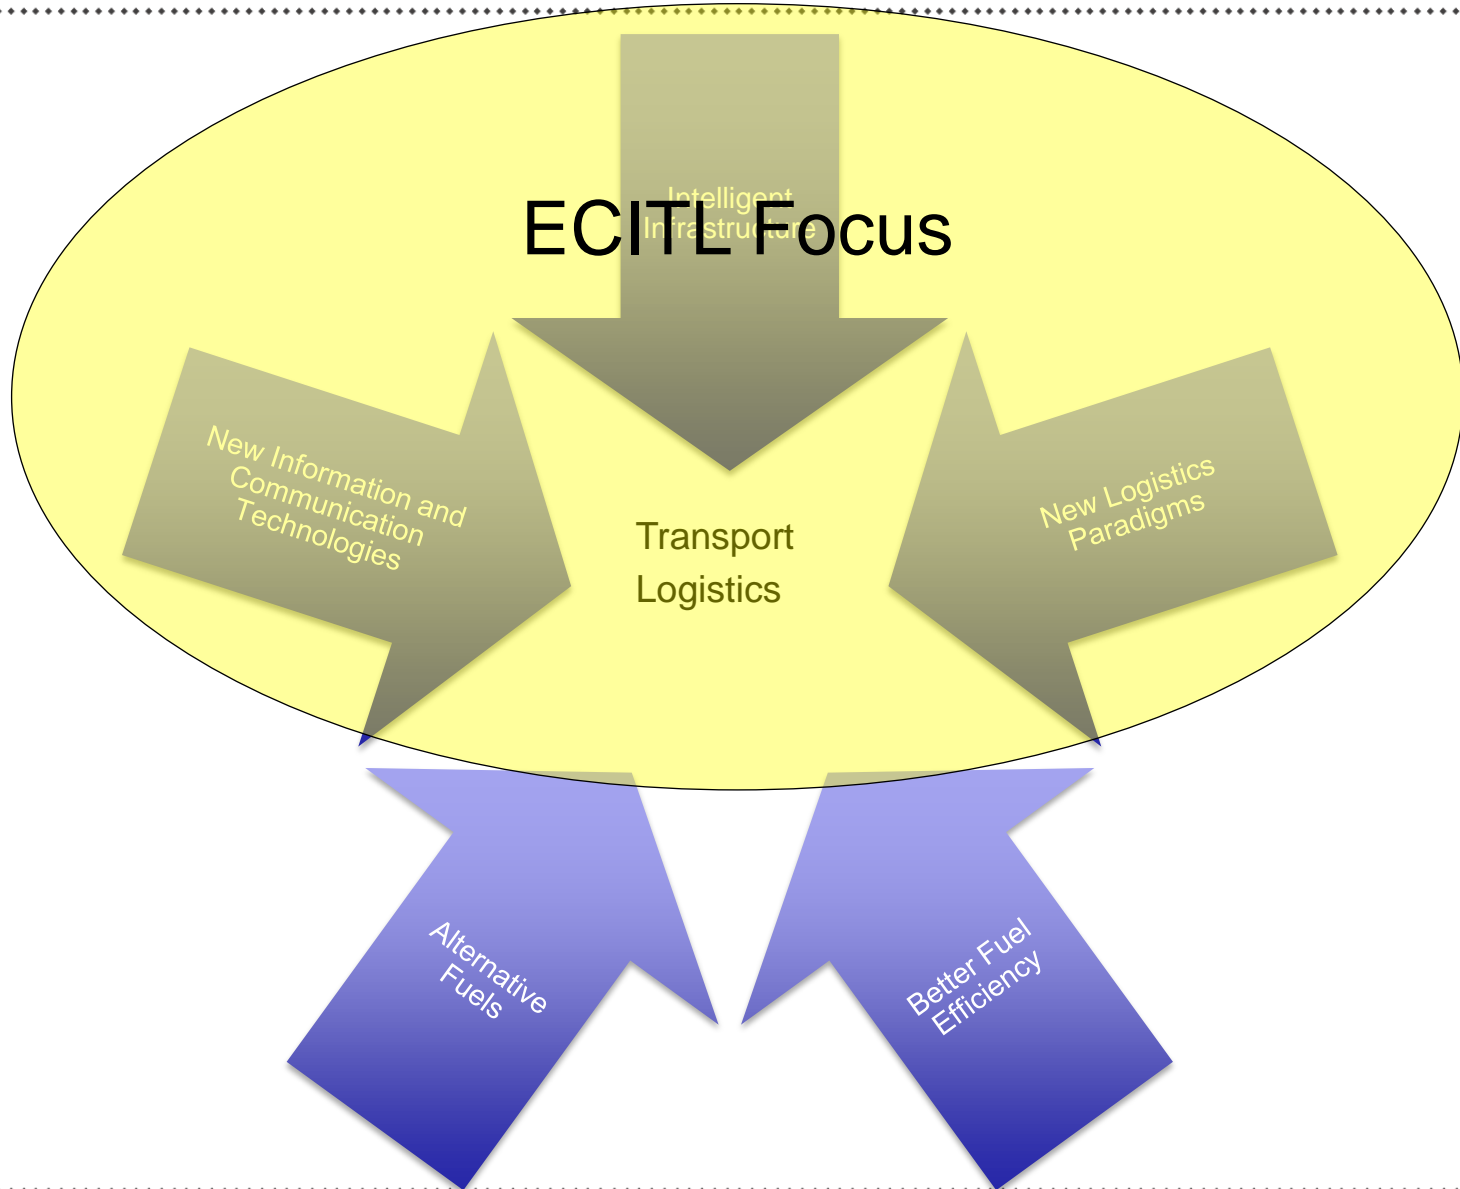 Intelligent
Infrastructure
ECITL Focus
New Information and
Communication
Technologies
New Logistics
Paradigms
Transport
Logistics
Alternative
Fuels
Better Fuel
Efficiency